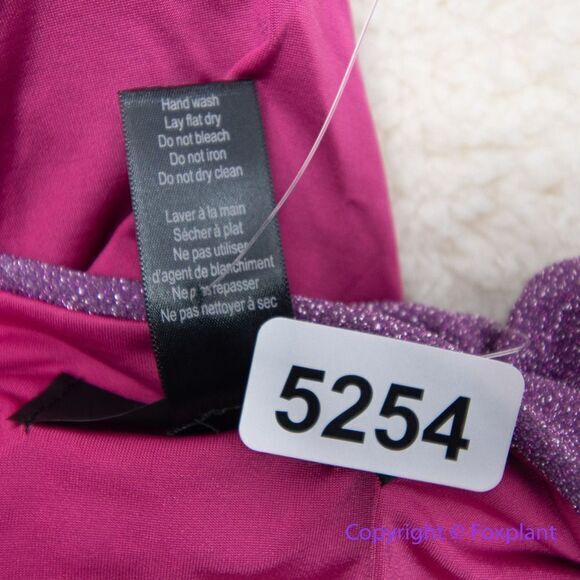 Hand wash
Lay flat dry
Do not bleach
Do not iron
Do not dry clean
Laver à la main
Sécher à plat
Ne pas utiliser
d'agent de blanchiment
Ne pas repasser
Ne pas nettoyer à sec
5254
Copyright © Foxplant